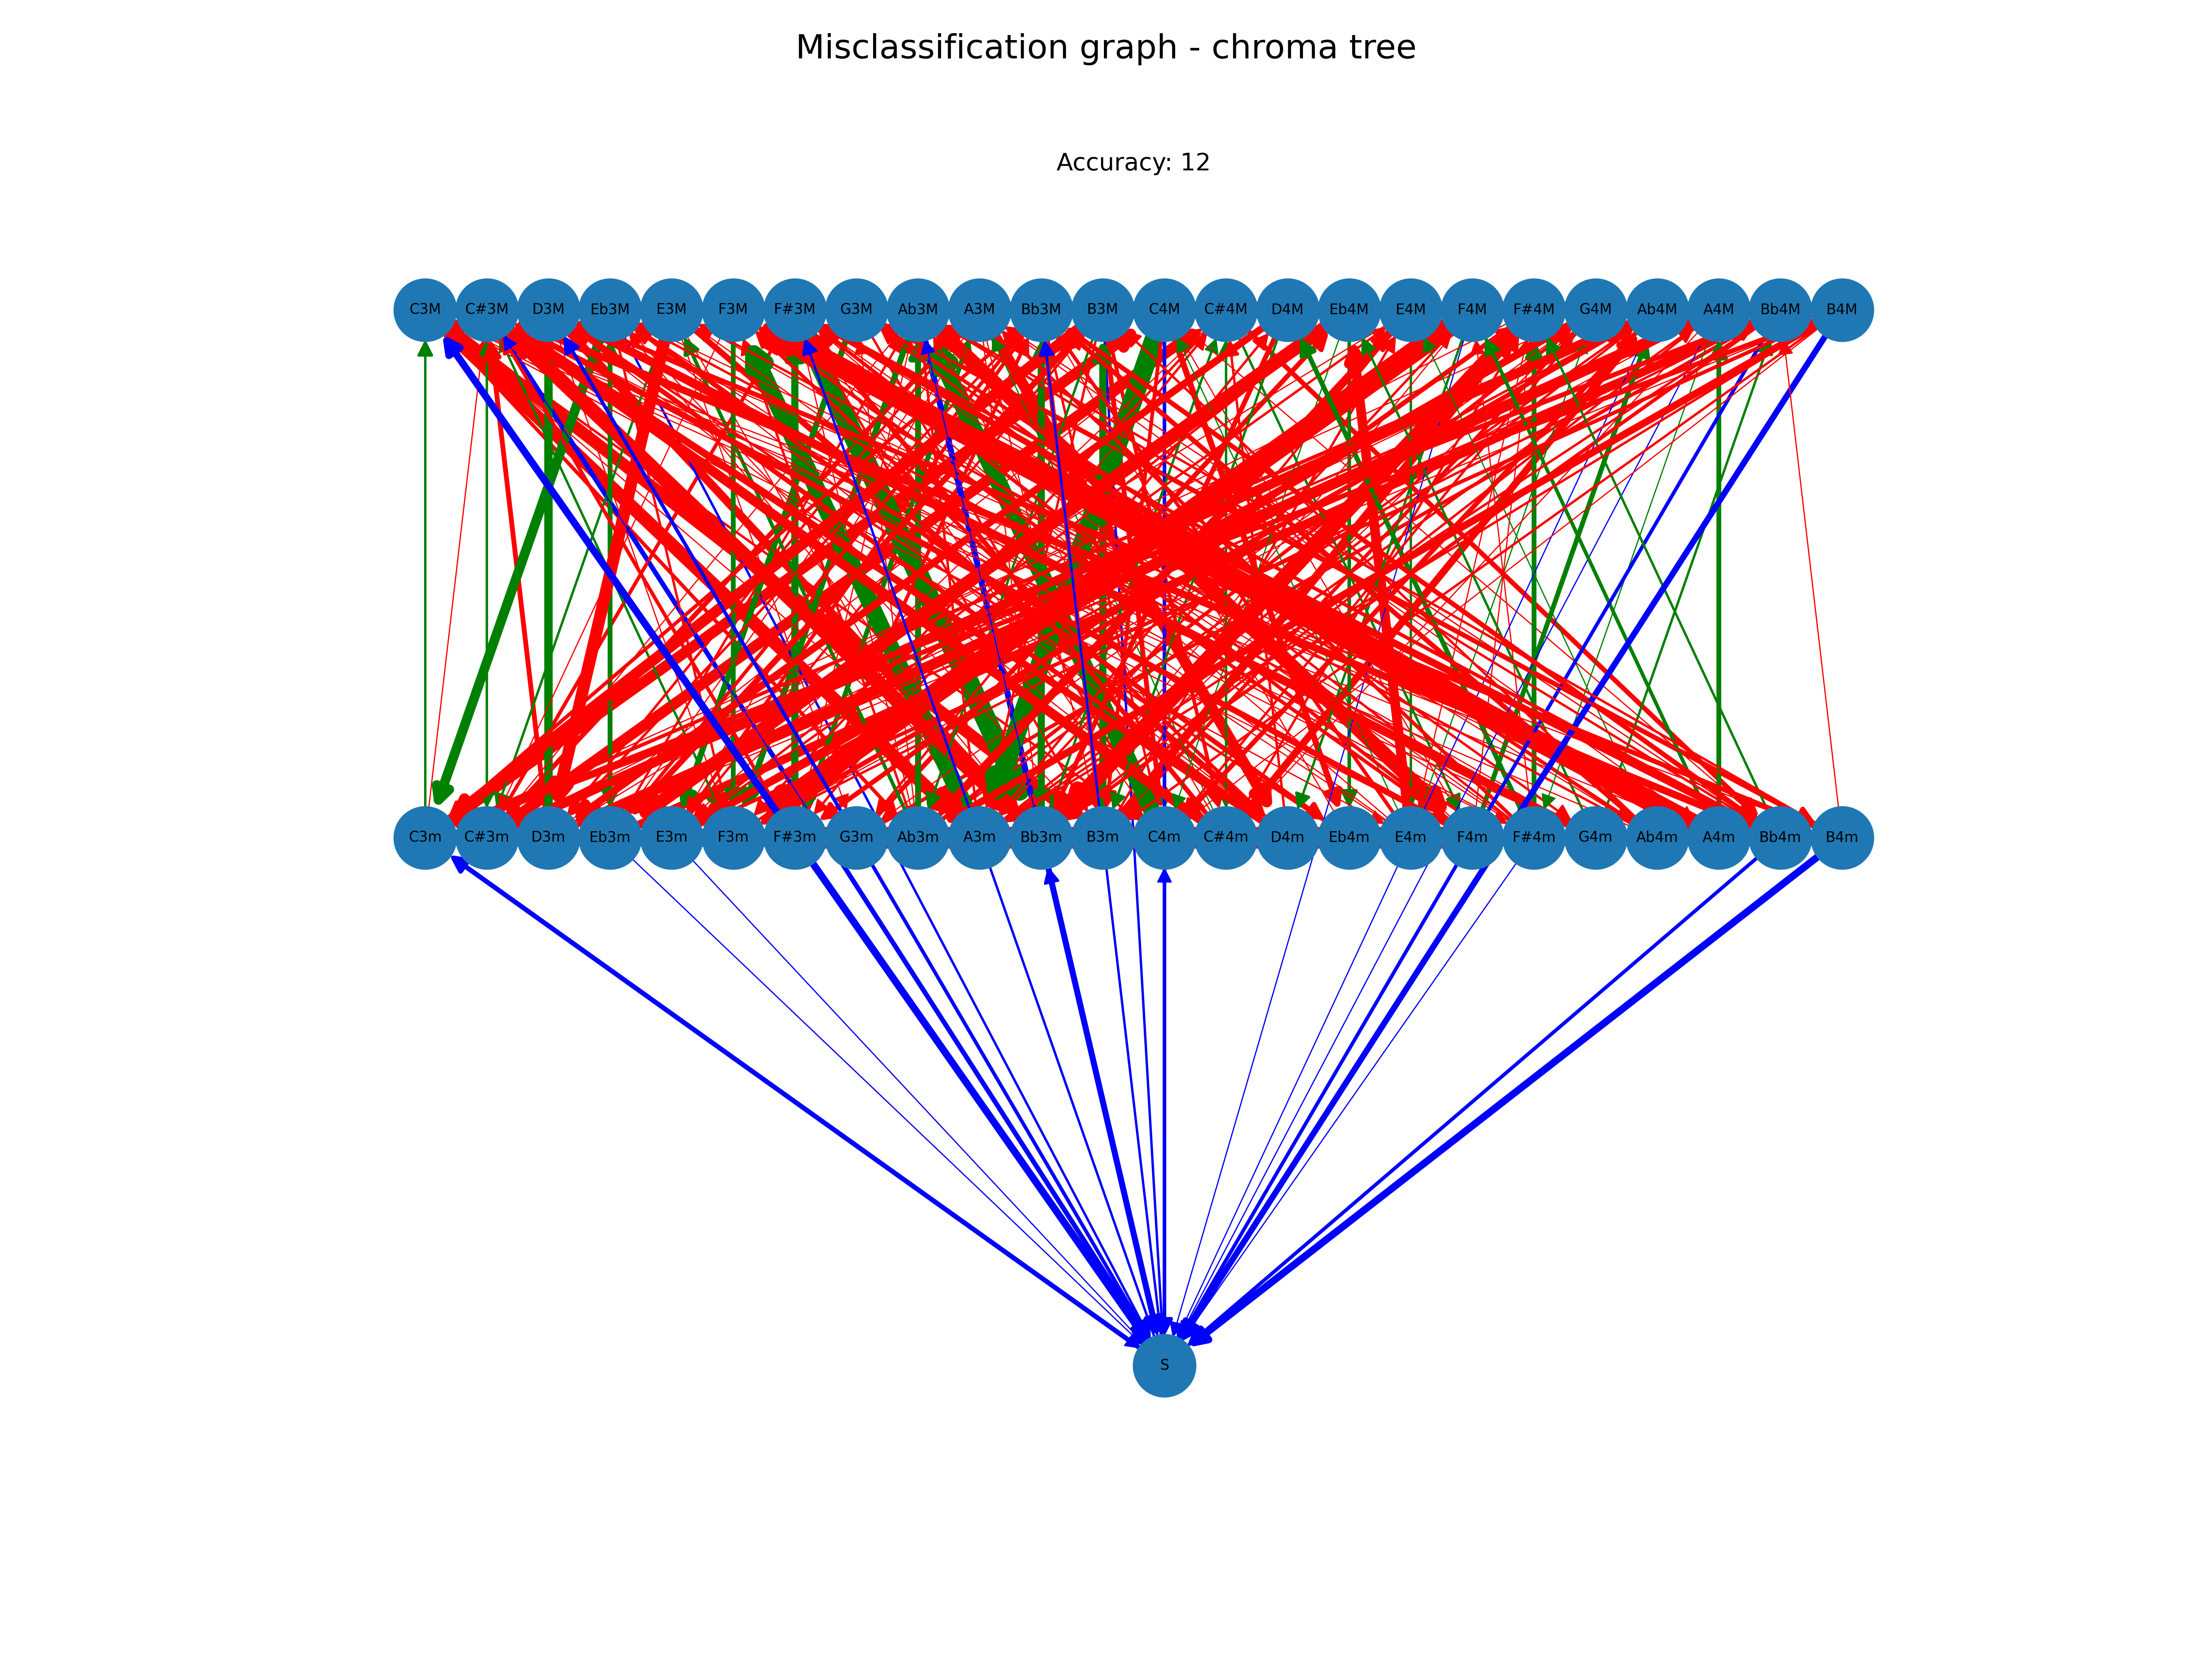 Misclassification graph - chroma tree
Accuracy: 12
C3M C#3M D3M Eb3M E3M F3M F#3M G3M Ab3M A3M Bb3M B3M C4M C#4M D4M Eb4M E4M F4M F#4M G4M Ab4M A4M Bb4M B4M
C3m C#3m D3m Eb3m E3m F3m F#3m G3m Ab3m A3m Bb3m B3m C4m C#4m D4m Eb4m E4m F4m F#4m G4m Ab4m A4m Bb4m B4m
S